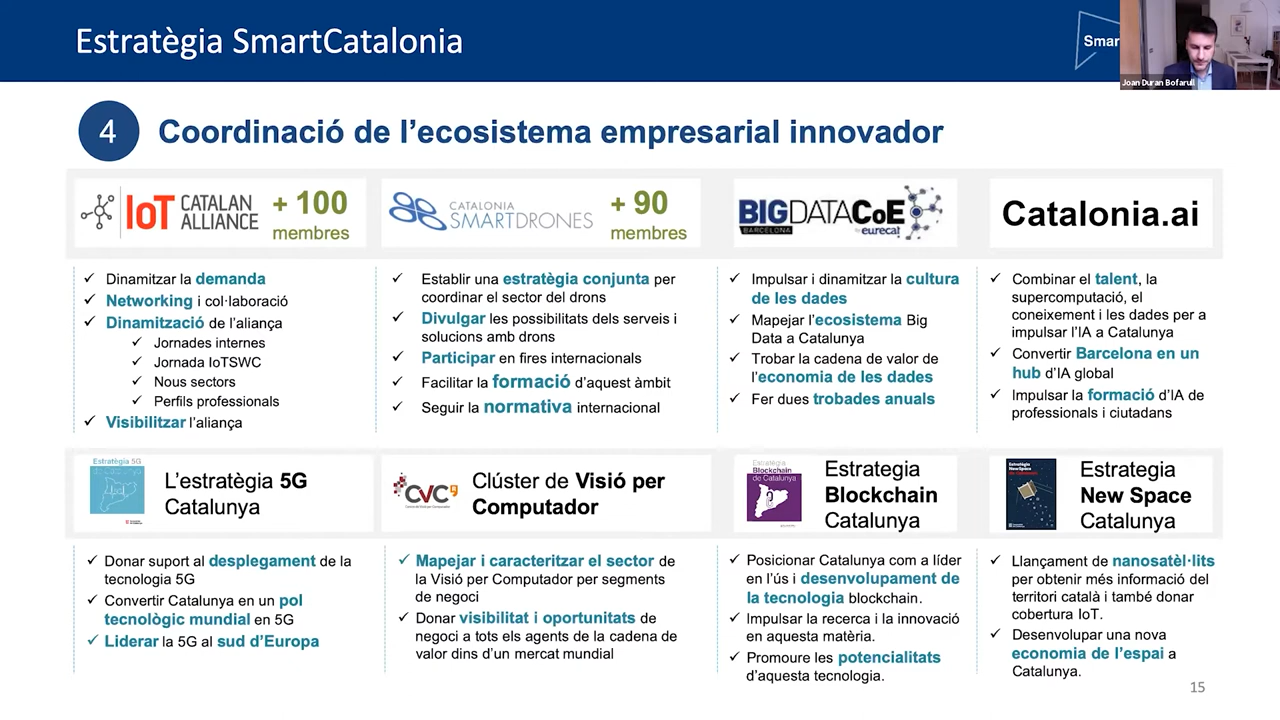 Estratègia SmartCatalonia
Smar
Joan Duran Bofarull
4
Coordinació de l’ecosistema empresarial innovador
IoT CATALAN ALLIANCE
+ 100
membres
CATALONIA
SMARTDRONES
+ 90
membres
BIGDATACoE
BARCELONA
by eurecat
Catalonia.ai
✓ Dinamitzar la demanda
✓ Networking i col·laboració
✓ Dinamització de l’aliança
✓ Jornades internes
✓ Jornada IoTSWC
✓ Nous sectors
✓ Perfils professionals
✓ Visibilitzar l’aliança
✓ Establir una estratègia conjunta per
coordinar el sector del drons
✓ Divulgar les possibilitats dels serveis i
solucions amb drons
✓ Participar en fires internacionals
✓ Facilitar la formació d’aquest àmbit
✓ Seguir la normativa internacional
✓ Impulsar i dinamitzar la cultura
de les dades
✓ Mapejar l’ecosistema Big
Data a Catalunya
✓ Trobar la cadena de valor de
l’economia de les dades
✓ Fer dues trobades anuals
✓ Combinar el talent, la
supercomputació, el
coneixement i les dades per a
impulsar l’IA a Catalunya
✓ Convertir Barcelona en un
hub d’IA global
✓ Impulsar la formació d’IA de
professionals i ciutadans
Estratègia 5G
L’estratègia 5G
Catalunya
CVC
Clúster de Visió per
Computador
Estratègia
Blockchain
de Catalunya
Estrategia
Blockchain
Catalunya
Estratègia
NewSpace
Estrategia
New Space
Catalunya
✓ Donar suport al desplegament de la
tecnologia 5G
✓ Convertir Catalunya en un pol
tecnològic mundial en 5G
✓ Liderar la 5G al sud d’Europa
✓ Mapejar i caracteritzar el sector de
la Visió per Computador per segments
de negoci
✓ Donar visibilitat i oportunitats de
negoci a tots els agents de la cadena de
valor dins d’un mercat mundial
✓ Posicionar Catalunya com a líder
en l’ús i desenvolupament de
la tecnologia blockchain.
✓ Impulsar la recerca i la innovació
en aquesta matèria.
✓ Promoure les potencialitats
d’aquesta tecnologia.
✓ Llançament de nanosatèl·lits
per obtenir més informació del
territori català i també donar
cobertura IoT.
✓ Desenvolupar una nova
economia de l’espai a
Catalunya.
15